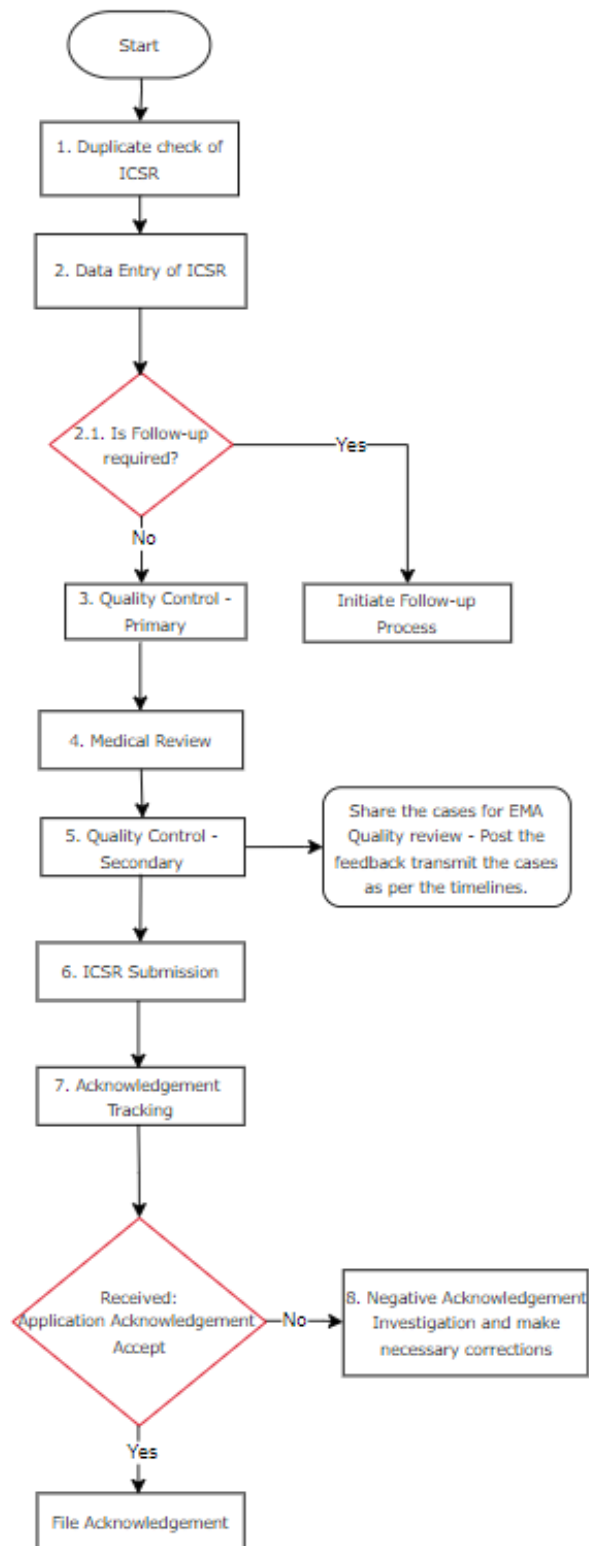 Start
1. Duplicate check of
ICSR
2. Data Entry of ICSR
2.1. Is Follow-up
required?
Yes
No
3. Quality Control -
Primary
Initiate Follow-up
Process
4. Medical Review
5. Quality Control -
Secondary
Share the cases for EMA
Quality review - Post the
feedback transmit the cases
as per the timelines.
6. ICSR Submission
7. Acknowledgement
Tracking
Received:
Application Acknowledgement
Accept
No
8. Negative Acknowledgement
Investigation and make
necessary corrections
Yes
File Acknowledgement